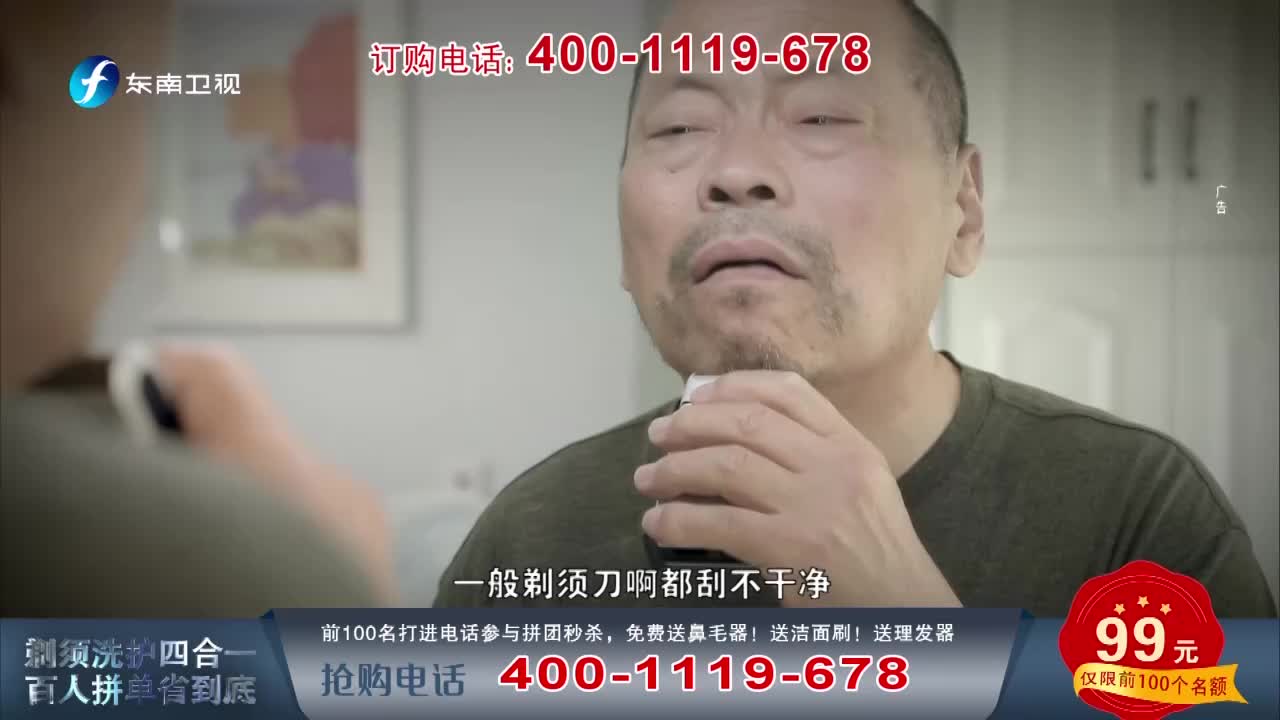 订购电话: 400-1119-678
东南卫视
广告
一般剃须刀啊都刮不干净
剃须洗护四合一
百人拼单省到底
前100名打进电话参与拼团秒杀，免费送鼻毛器！送洁面刷！送理发器
抢购电话 400-1119-678
99元
仅限前100个名额